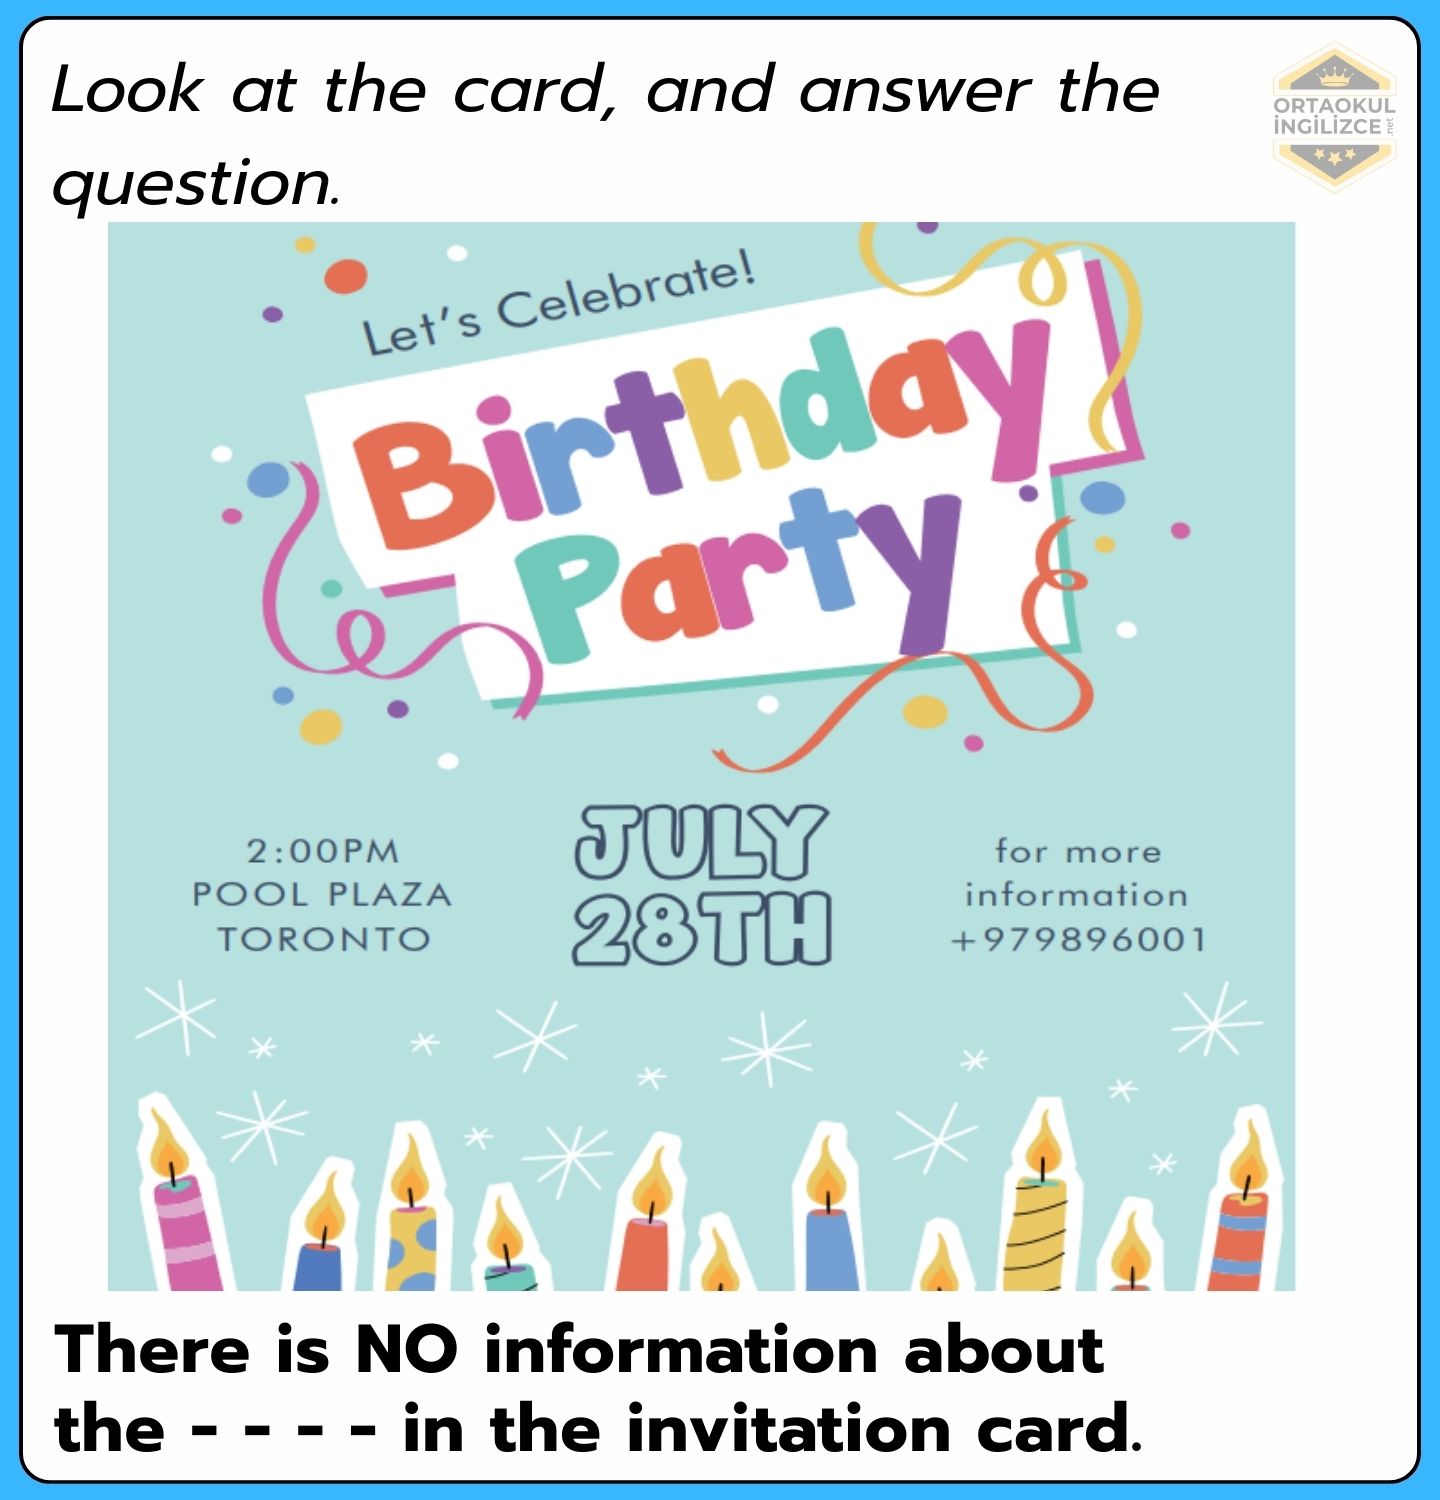 Look at the card, and answer the
question.
ORTAOKUL
İNGİLİZCE
.net
Let's Celebrate!
Birthday
Party
2:00PM
POOL PLAZA
TORONTO
JULY
28TH
for more
information
+979896001
There is NO information about
the - - - - in the invitation card.